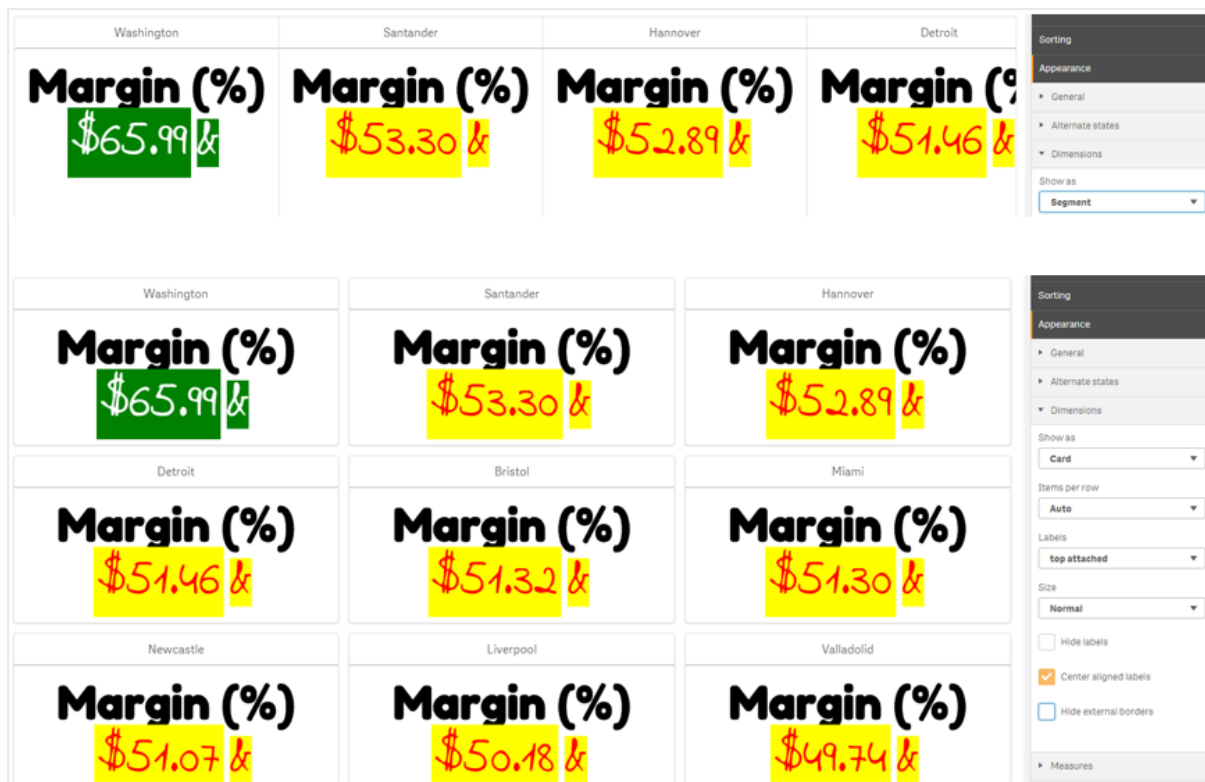 Washington Santander Hannover Detroit
Margin (%) Margin (%) Margin (%) Margin (%
$65.99 & $53.30 & $52.89 & $51.46 &
Sorting
Appearance
General
Alternate states
Dimensions
Show as
Segment
Washington Santander Hannover
Margin (%) Margin (%) Margin (%)
$65.99 & $53.30 & $52.89 &
Detroit Bristol Miami
Margin (%) Margin (%) Margin (%)
$51.46 & $51.32 & $51.30 &
Newcastle Liverpool Valladolid
Margin (%) Margin (%) Margin (%)
$51.07 & $50.18 & $49.74 &
Sorting
Appearance
General
Alternate states
Dimensions
Show as
Card
Items per row
Auto
Labels
top attached
Size
Normal
Hide labels
Center aligned labels
Hide external borders
Measures